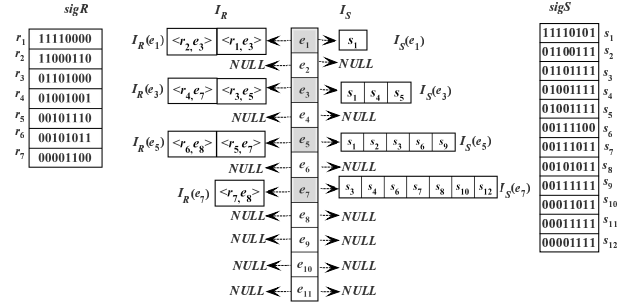 sigR
r1 11110000
r2 11000110
r3 01101000
r4 01001001
r5 00101110
r6 00101011
r7 00001100
I_R
I_S
I_R(e1) <r2,e3> <r1,e3> e1 s1 I_S(e1)
NULL e2 NULL
I_R(e3) <r4,e7> <r3,e5> e3 s1 s4 s5 I_S(e3)
NULL e4 NULL
I_R(e5) <r6,e8> <r5,e7> e5 s1 s2 s3 s6 s9 I_S(e5)
NULL e6 NULL
I_R(e7) <r7,e8> e7 s3 s4 s6 s7 s8 s10 s12 I_S(e7)
NULL e8 NULL
NULL e9 NULL
NULL e10 NULL
NULL e11 NULL
sigS
11110101 s1
01100111 s2
01101111 s3
01001111 s4
01001111 s5
00111100 s6
00111011 s7
00101011 s8
00111111 s9
00011011 s10
00011111 s11
00001111 s12